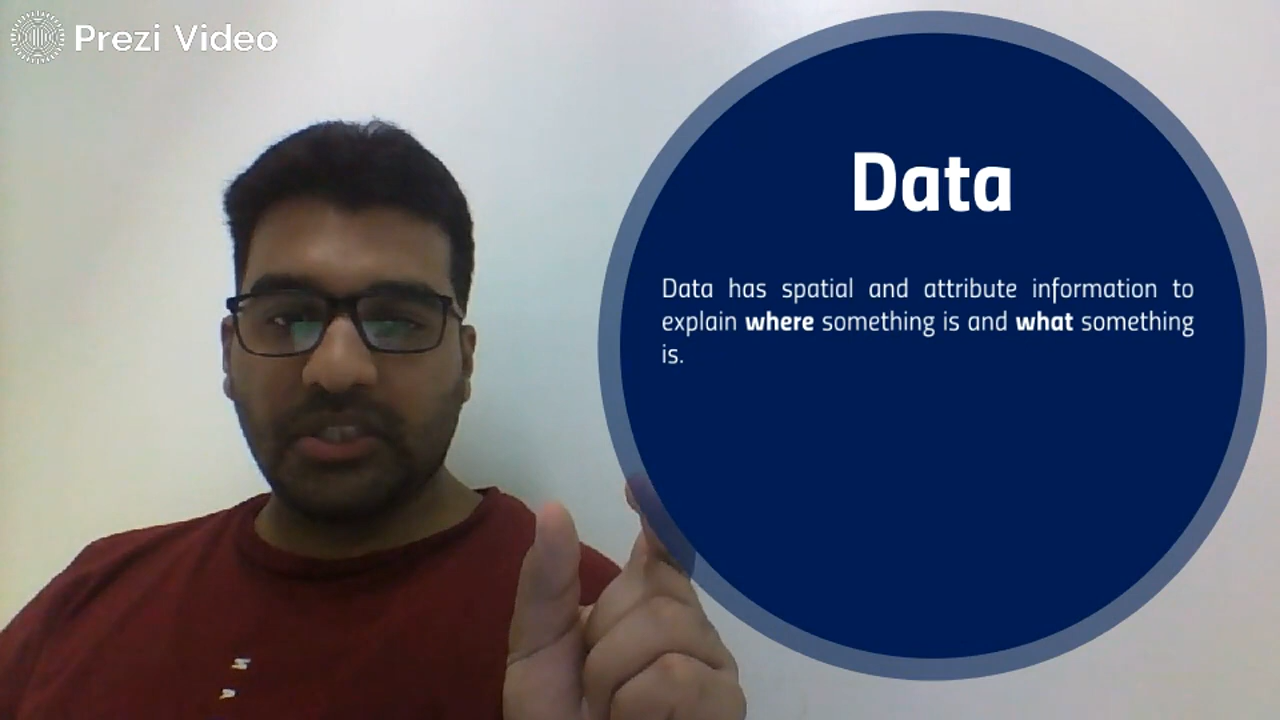 Prezi Video
Data
Data has spatial and attribute information to
explain where something is and what something
is.